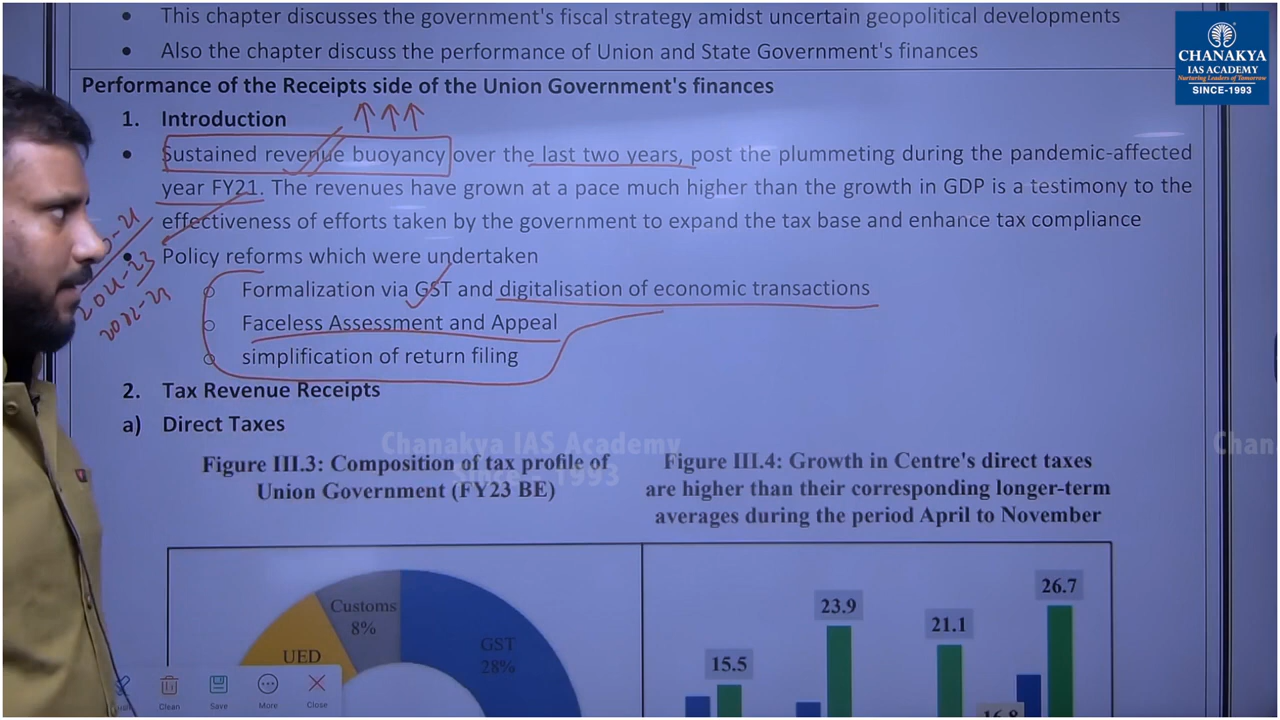 • This chapter discusses the government's fiscal strategy amidst uncertain geopolitical developments
• Also the chapter discuss the performance of Union and State Government's finances
CHANAKYA
IAS ACADEMY
Nurturing Leaders of Tomorrow
SINCE-1993
Performance of the Receipts side of the Union Government's finances
1. Introduction
• Sustained revenue buoyancy over the last two years, post the plummeting during the pandemic-affected
year FY21. The revenues have grown at a pace much higher than the growth in GDP is a testimony to the
effectiveness of efforts taken by the government to expand the tax base and enhance tax compliance
• Policy reforms which were undertaken
o Formalization via GST and digitalisation of economic transactions
o Faceless Assessment and Appeal
o simplification of return filing
2. Tax Revenue Receipts
a) Direct Taxes
Chanakya IAS Academy
Since - 1993
Chan
Figure III.3: Composition of tax profile of
Union Government (FY23 BE)
Figure III.4: Growth in Centre's direct taxes
are higher than their corresponding longer-term
averages during the period April to November
Customs
8%
UED
GST
28%
15.5
23.9
21.1
16.8
26.7
Clean
Save
More
Close